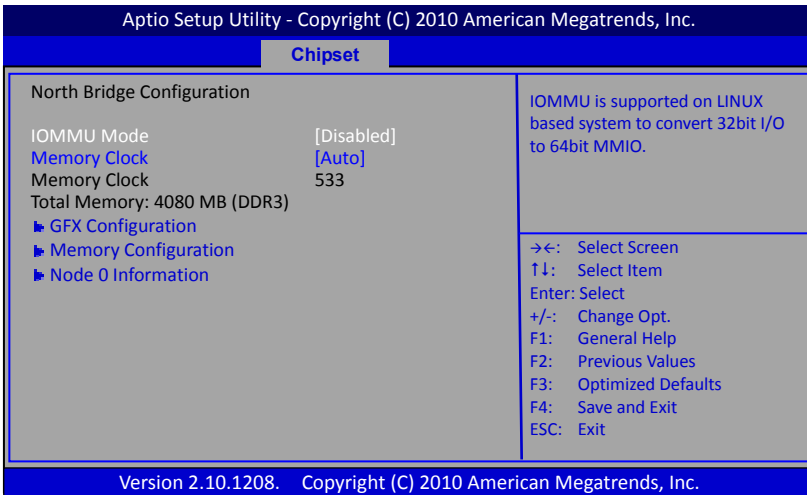 Aptio Setup Utility - Copyright (C) 2010 American Megatrends, Inc.
Chipset
North Bridge Configuration
IOMMU Mode [Disabled]
Memory Clock [Auto]
Memory Clock 533
Total Memory: 4080 MB (DDR3)
GFX Configuration
Memory Configuration
Node 0 Information
IOMMU is supported on LINUX
based system to convert 32bit I/O
to 64bit MMIO.
→←: Select Screen
↑↓: Select Item
Enter: Select
+/-: Change Opt.
F1: General Help
F2: Previous Values
F3: Optimized Defaults
F4: Save and Exit
ESC: Exit
Version 2.10.1208. Copyright (C) 2010 American Megatrends, Inc.